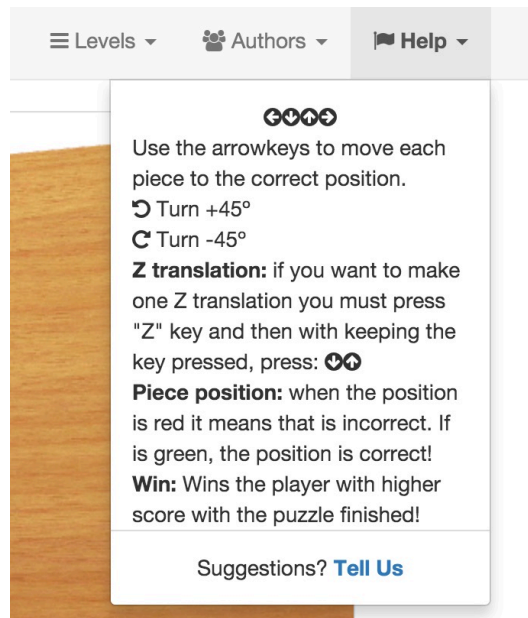 Levels
Authors
Help
Use the arrowkeys to move each
piece to the correct position.
Turn +45º
Turn -45º
Z translation: if you want to make
one Z translation you must press
"Z" key and then with keeping the
key pressed, press:
Piece position: when the position
is red it means that is incorrect. If
is green, the position is correct!
Win: Wins the player with higher
score with the puzzle finished!
Suggestions? Tell Us